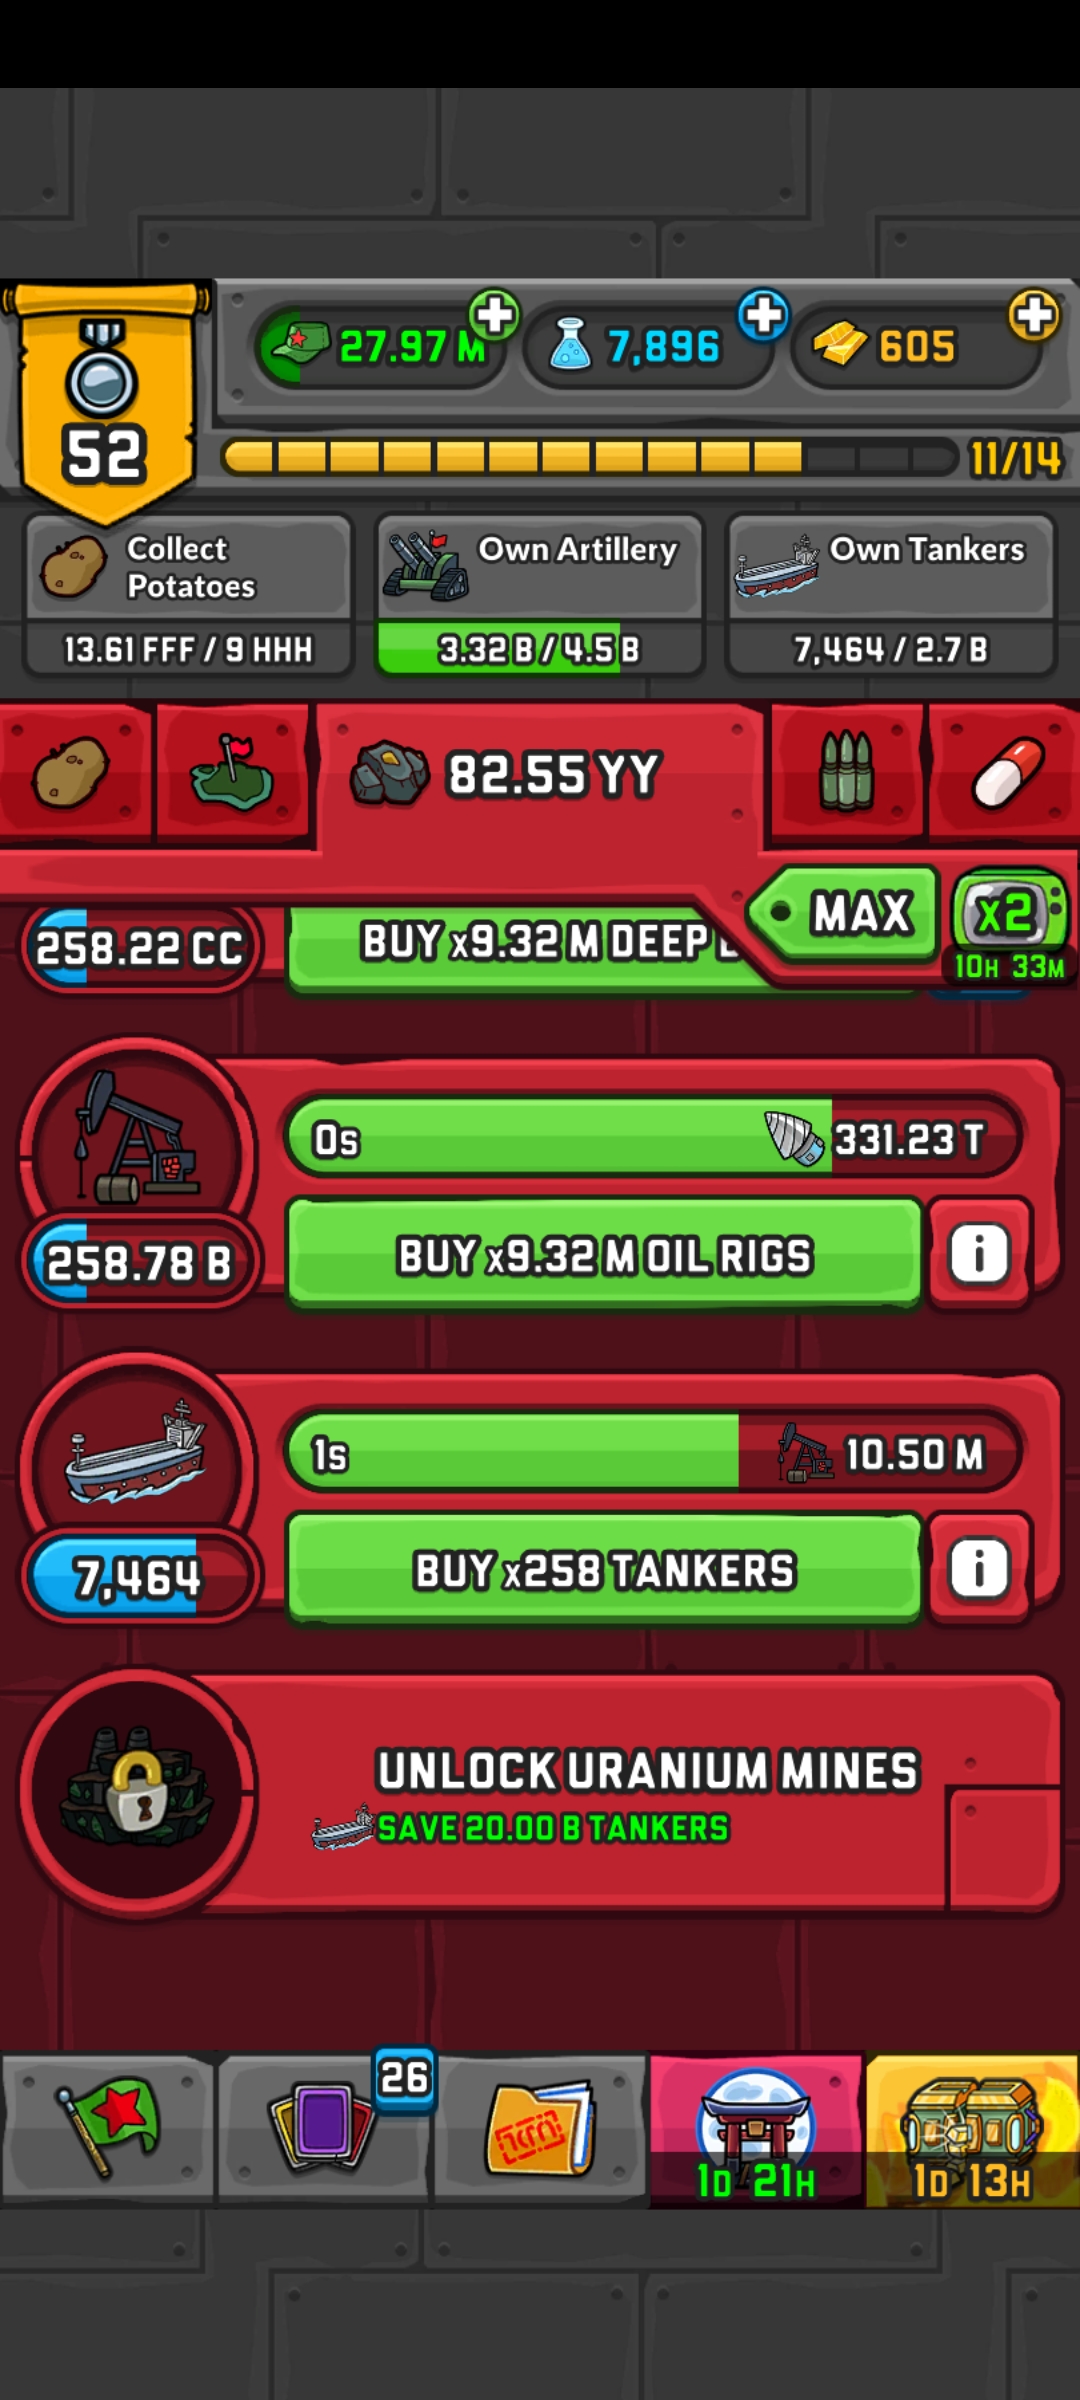 27.97 M
7,896
605
52
11/14
Collect
Potatoes
13.61 FFF / 9 HHH
Own Artillery
3.32 B / 4.5 B
Own Tankers
7,464 / 2.7 B
82.55 YY
MAX
x2
10H 33M
258.22 CC
BUY x9.32 M DEEP
0s
331.23 T
258.78 B
BUY x9.32 M OIL RIGS
i
1s
10.50 M
7,464
BUY x258 TANKERS
i
UNLOCK URANIUM MINES
SAVE 20.00 B TANKERS
26
1D 21H
1D 13H